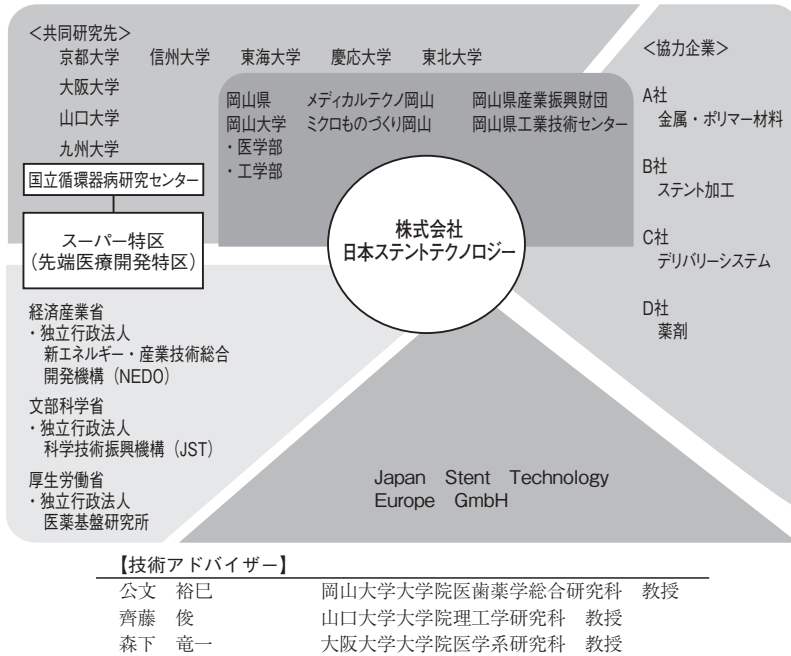 <共同研究先>
京都大学 信州大学 東海大学 慶応大学 東北大学
大阪大学
山口大学
九州大学
国立循環器病研究センター
スーパー特区
(先端医療開発特区)
岡山県 メディカルテクノ岡山 岡山県産業振興財団
岡山大学 ミクロものづくり岡山 岡山県工業技術センター
・医学部
・工学部
株式会社
日本ステントテクノロジー
<協力企業>
A社
金属・ポリマー材料
B社
ステント加工
C社
デリバリーシステム
D社
薬剤
経済産業省
・独立行政法人
新エネルギー・産業技術総合
開発機構(NEDO)
文部科学省
・独立行政法人
科学技術振興機構(JST)
厚生労働省
・独立行政法人
医薬基盤研究所
Japan Stent Technology
Europe GmbH
【技術アドバイザー】
公文 裕巳 岡山大学大学院医歯薬学総合研究科 教授
齊藤 俊 山口大学大学院理工学研究科 教授
森下 竜一 大阪大学大学院医学系研究科 教授